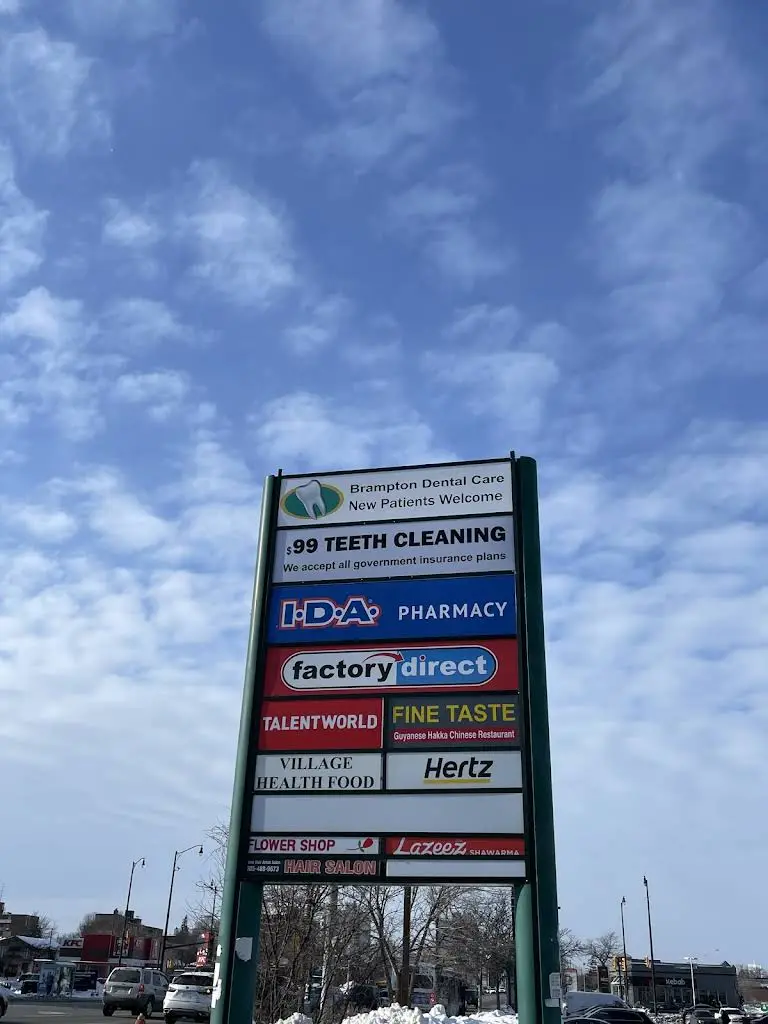 Brampton Dental Care
New Patients Welcome
$99 TEETH CLEANING
We accept all government insurance plans
I·D·A· PHARMACY
factory direct
TALENTWORLD
FINE TASTE
Guyanese Hakka Chinese Restaurant
VILLAGE
HEALTH FOOD
Hertz
FLOWER SHOP
Lazeez SHAWARMA
HAIR SALON
KFC
Kebab